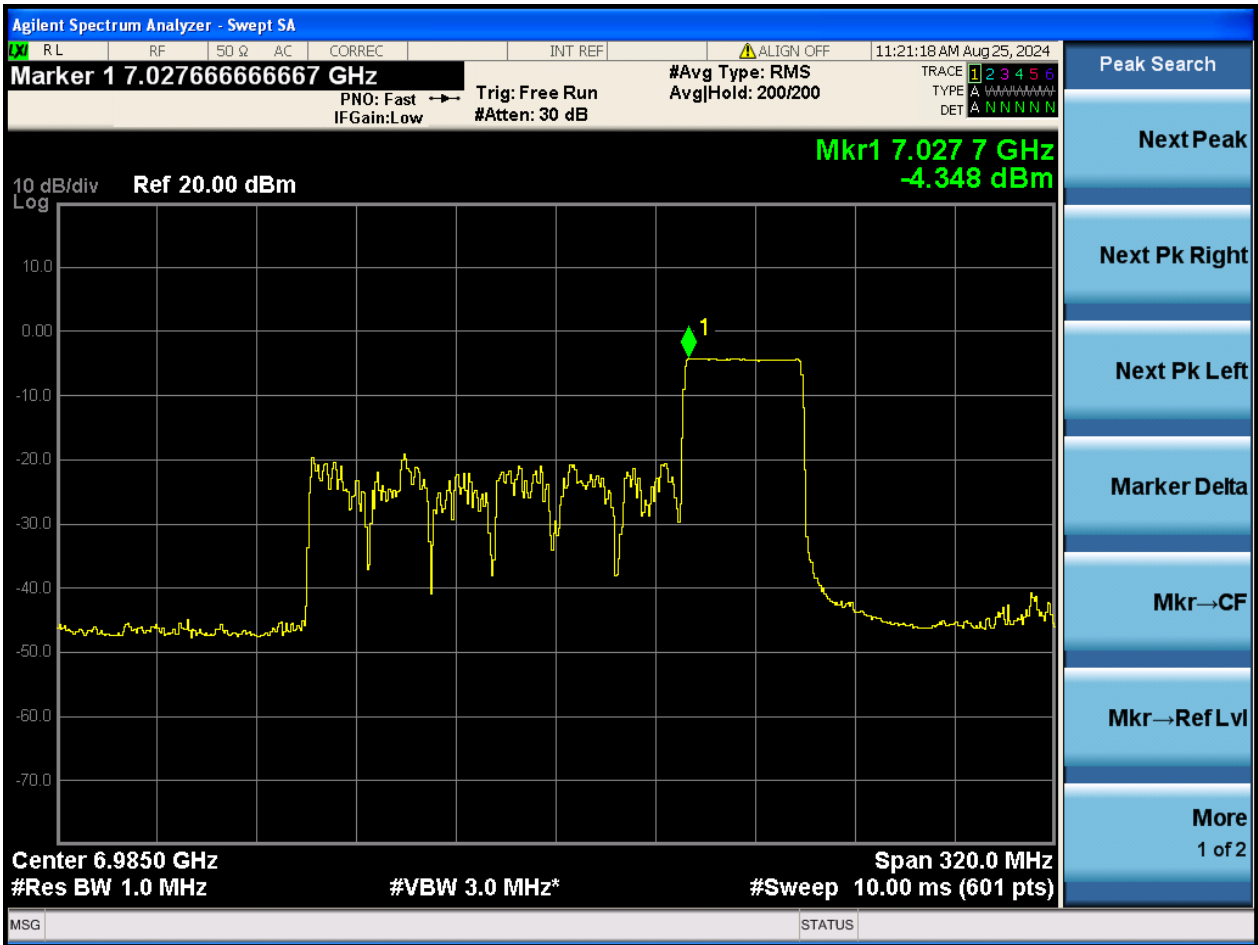 Agilent Spectrum Analyzer - Swept SA
LXI RL RF 50 Ω AC CORREC INT REF ALIGN OFF 11:21:18 AM Aug 25, 2024
Marker 1 7.027666666667 GHz
PNO: Fast
IFGain:Low
Trig: Free Run
#Atten: 30 dB
#Avg Type: RMS
Avg|Hold: 200/200
TRACE 1 2 3 4 5 6
TYPE A WWWWW
DET A N N N N N
Mkr1 7.027 7 GHz
-4.348 dBm
10 dB/div Ref 20.00 dBm
Log
10.0
0.00
-10.0
-20.0
-30.0
-40.0
-50.0
-60.0
-70.0
1
Center 6.9850 GHz Span 320.0 MHz
#Res BW 1.0 MHz #VBW 3.0 MHz* #Sweep 10.00 ms (601 pts)
MSG STATUS
Peak Search
Next Peak
Next Pk Right
Next Pk Left
Marker Delta
Mkr→CF
Mkr→Ref Lvl
More
1 of 2